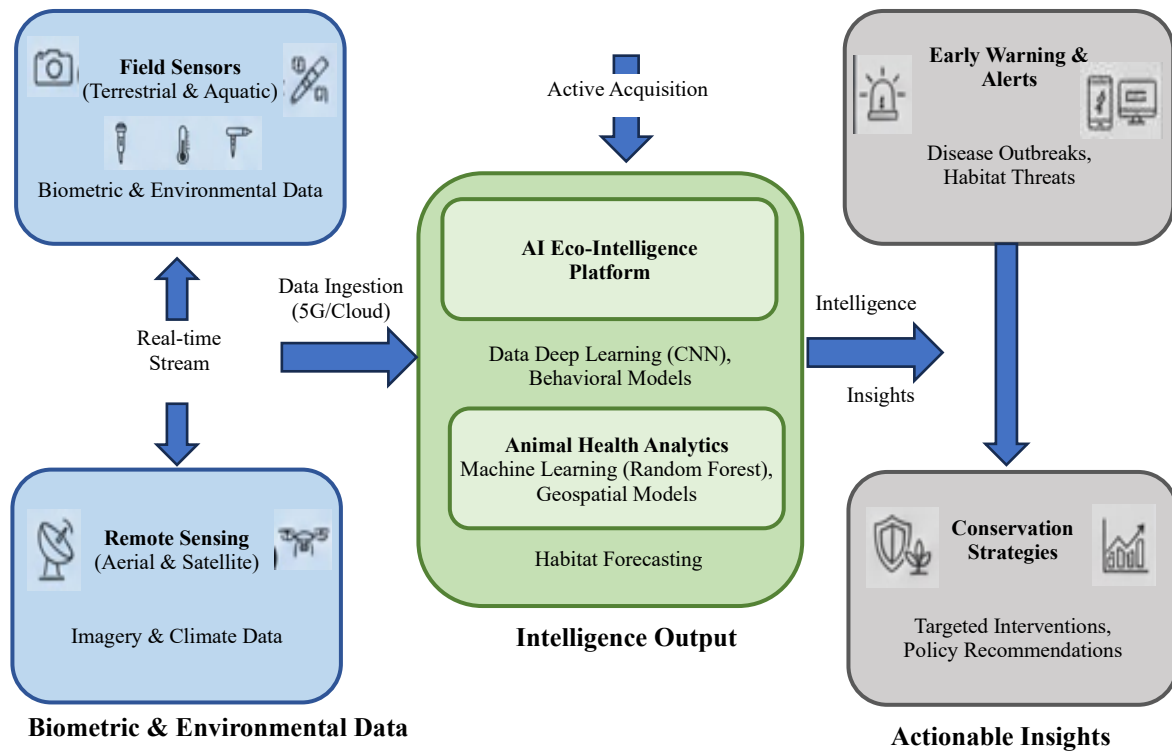 Field Sensors
(Terrestrial & Aquatic)
Biometric & Environmental Data
Real-time
Stream
Remote Sensing
(Aerial & Satellite)
Imagery & Climate Data
Biometric & Environmental Data
Data Ingestion
(5G/Cloud)
Active Acquisition
AI Eco-Intelligence
Platform
Data Deep Learning (CNN),
Behavioral Models
Animal Health Analytics
Machine Learning (Random Forest),
Geospatial Models
Habitat Forecasting
Intelligence Output
Intelligence
Insights
Early Warning &
Alerts
Disease Outbreaks,
Habitat Threats
Conservation
Strategies
Targeted Interventions,
Policy Recommendations
Actionable Insights